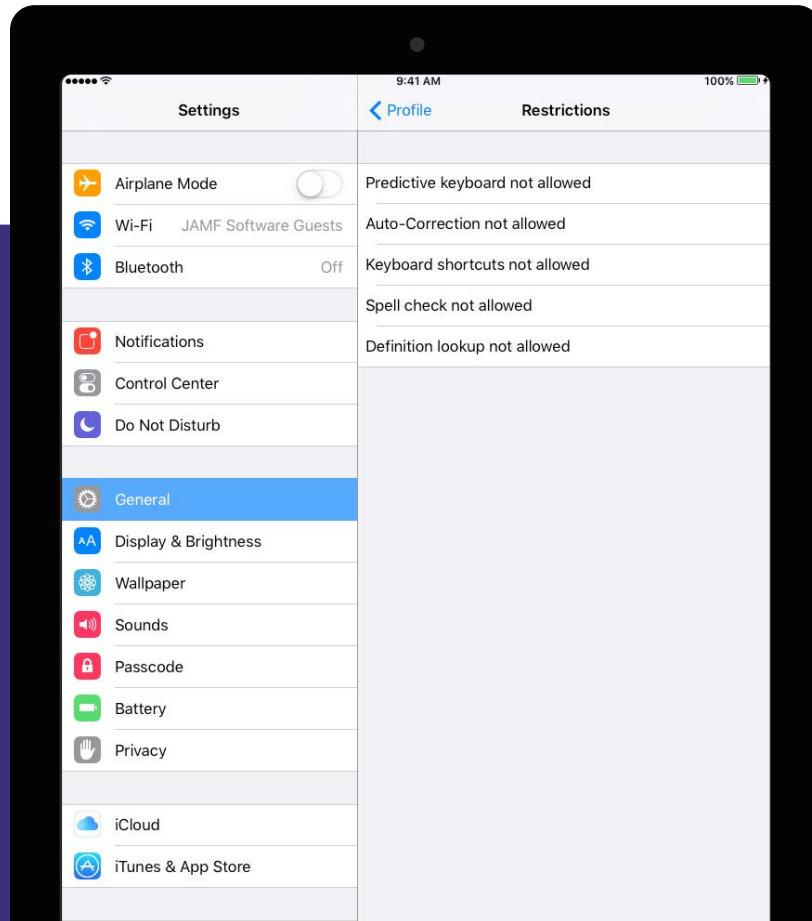 9:41 AM
100%
Settings
Profile
Restrictions
Airplane Mode
Wi-Fi JAMF Software Guests
Bluetooth Off
Notifications
Control Center
Do Not Disturb
General
AA Display & Brightness
Wallpaper
Sounds
Passcode
Battery
Privacy
iCloud
iTunes & App Store
Predictive keyboard not allowed
Auto-Correction not allowed
Keyboard shortcuts not allowed
Spell check not allowed
Definition lookup not allowed